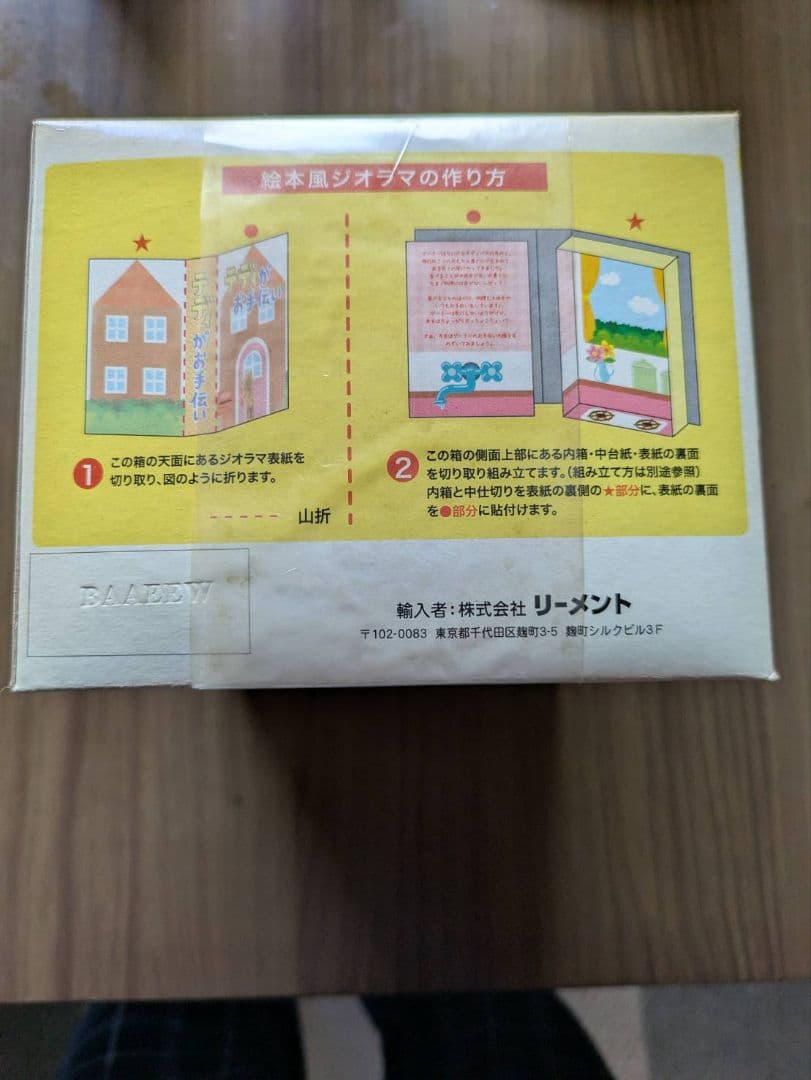 絵本風ジオラマの作り方
テディがお手伝い
テディが
お手伝い
1
この箱の天面にあるジオラマ表紙を
切り取り、図のように折ります。
山折
2
この箱の側面上部にある内箱・中台紙・表紙の裏面
を切り取り組み立てます。(組み立て方は別途参照)
内箱と中仕切りを表紙の裏側の★部分に、表紙の裏面
を●部分に貼付けます。
BAAEEW
輸入者:株式会社 リーメント
〒102-0083 東京都千代田区麹町3-5 麹町シルクビル3F